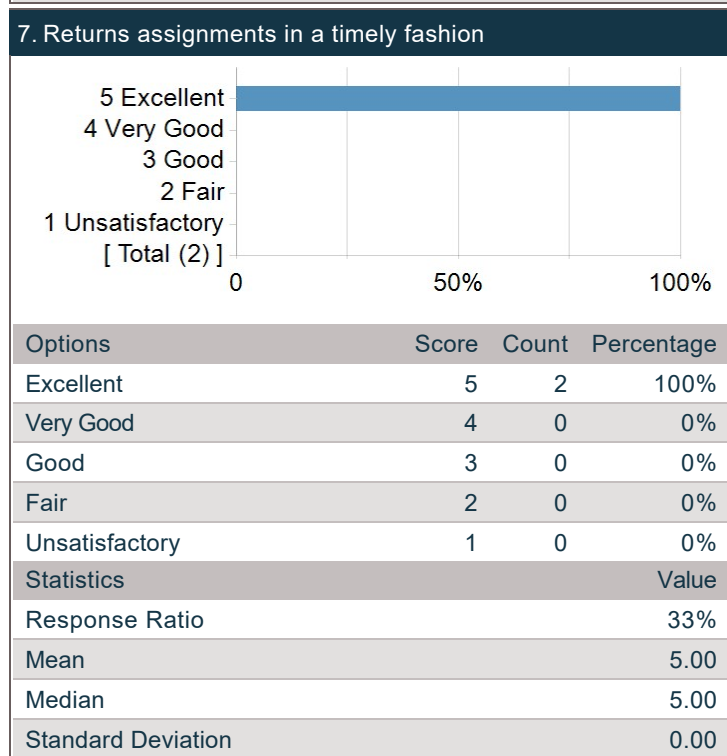 7. Returns assignments in a timely fashion
5 Excellent
4 Very Good
3 Good
2 Fair
1 Unsatisfactory
[ Total (2) ]
0 50% 100%
Options Score Count Percentage
Excellent 5 2 100%
Very Good 4 0 0%
Good 3 0 0%
Fair 2 0 0%
Unsatisfactory 1 0 0%
Statistics Value
Response Ratio 33%
Mean 5.00
Median 5.00
Standard Deviation 0.00